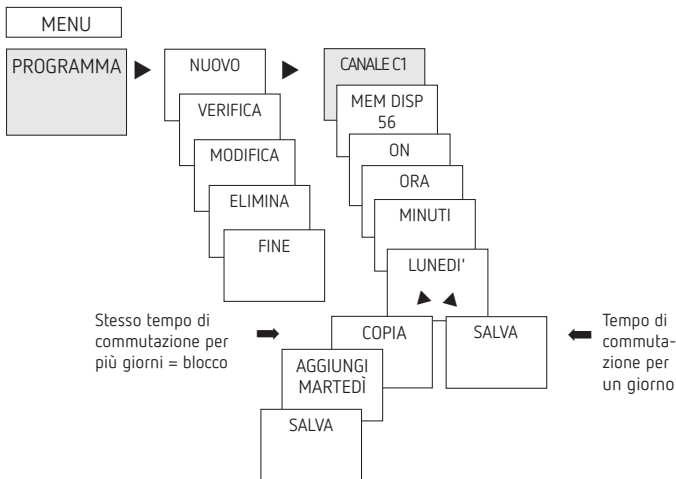 MENU
PROGRAMMA
NUOVO
VERIFICA
MODIFICA
ELIMINA
FINE
CANALE C1
MEM DISP
56
ON
ORA
MINUTI
LUNEDI'
Stesso tempo di
commutazione per
più giorni = blocco
COPIA
AGGIUNGI
MARTEDÌ
SALVA
SALVA
Tempo di
commuta-
zione per
un giorno